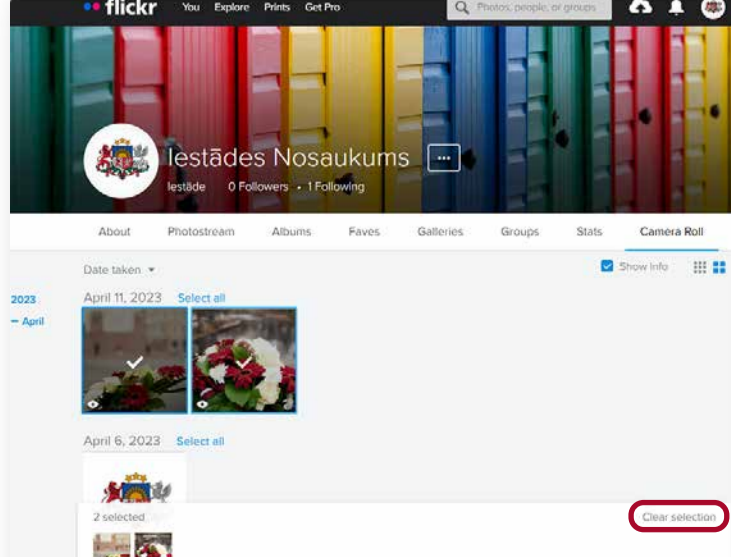 flickr You Explore Prints Get Pro Photos, people, or groups
Iestādes Nosaukums ...
Iestāde 0 Followers • 1 Following
About Photostream Albums Faves Galleries Groups Stats Camera Roll
Date taken Show info
2023 April 11, 2023 Select all
– April
April 6, 2023 Select all
2 selected Clear selection